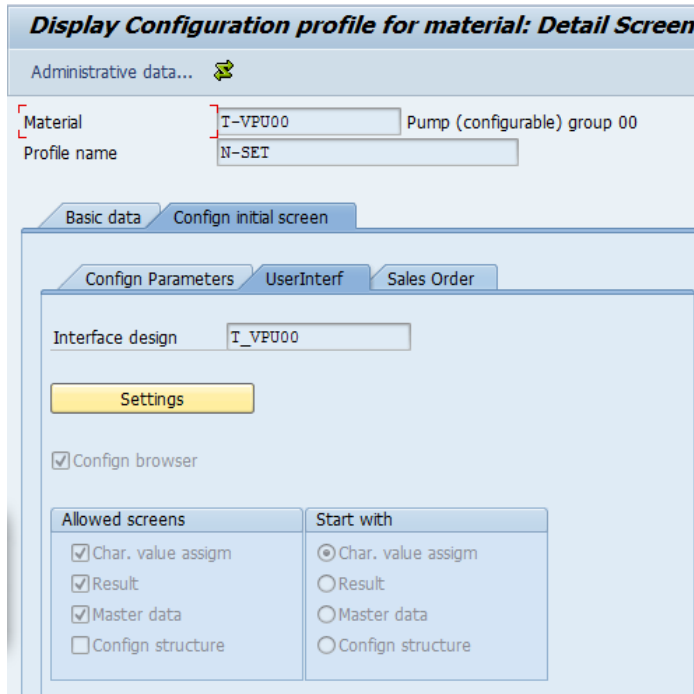 Display Configuration profile for material: Detail Screen
Administrative data...
Material T-VPU00 Pump (configurable) group 00
Profile name N-SET
Basic data Confign initial screen
Confign Parameters UserInterf Sales Order
Interface design T_VPU00
Settings
Confign browser
Allowed screens Start with
Char. value assigm Char. value assigm
Result Result
Master data Master data
Confign structure Confign structure